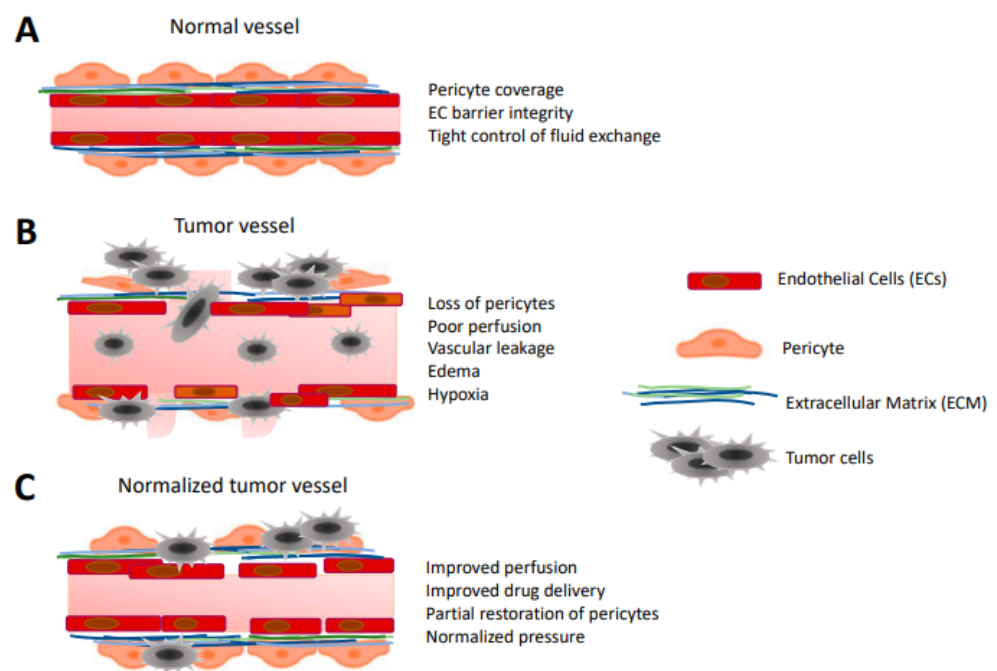 A
Normal vessel
Pericyte coverage
EC barrier integrity
Tight control of fluid exchange
B
Tumor vessel
Loss of pericytes
Poor perfusion
Vascular leakage
Edema
Hypoxia
Endothelial Cells (ECs)
Pericyte
Extracellular Matrix (ECM)
Tumor cells
C
Normalized tumor vessel
Improved perfusion
Improved drug delivery
Partial restoration of pericytes
Normalized pressure